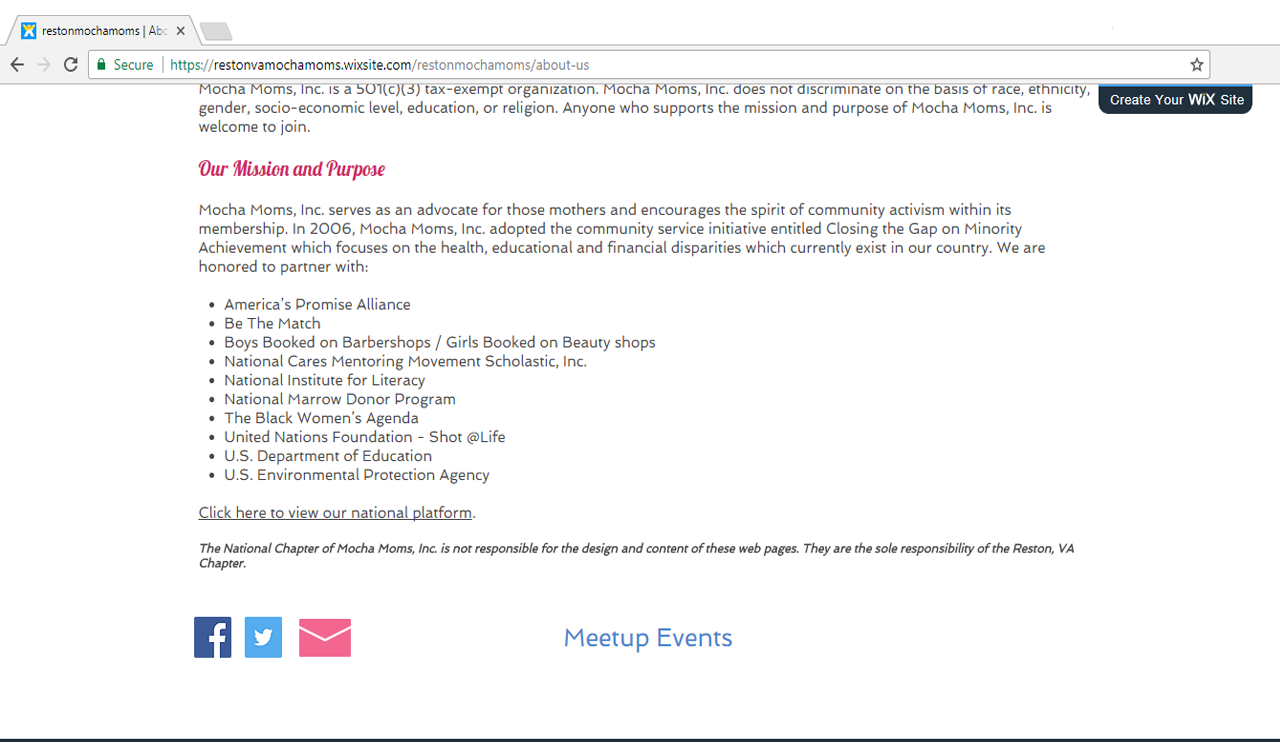 restonmochamoms | Abo
Secure | https://restonvamochamoms.wixsite.com/restonmochamoms/about-us
Create Your WiX Site
Mocha Moms, Inc. is a 501(c)(3) tax-exempt organization. Mocha Moms, Inc. does not discriminate on the basis of race, ethnicity,
gender, socio-economic level, education, or religion. Anyone who supports the mission and purpose of Mocha Moms, Inc. is
welcome to join.
Our Mission and Purpose
Mocha Moms, Inc. serves as an advocate for those mothers and encourages the spirit of community activism within its
membership. In 2006, Mocha Moms, Inc. adopted the community service initiative entitled Closing the Gap on Minority
Achievement which focuses on the health, educational and financial disparities which currently exist in our country. We are
honored to partner with:
• America's Promise Alliance
• Be The Match
• Boys Booked on Barbershops / Girls Booked on Beauty shops
• National Cares Mentoring Movement Scholastic, Inc.
• National Institute for Literacy
• National Marrow Donor Program
• The Black Women's Agenda
• United Nations Foundation - Shot @Life
• U.S. Department of Education
• U.S. Environmental Protection Agency
Click here to view our national platform.
The National Chapter of Mocha Moms, Inc. is not responsible for the design and content of these web pages. They are the sole responsibility of the Reston, VA
Chapter.
Meetup Events